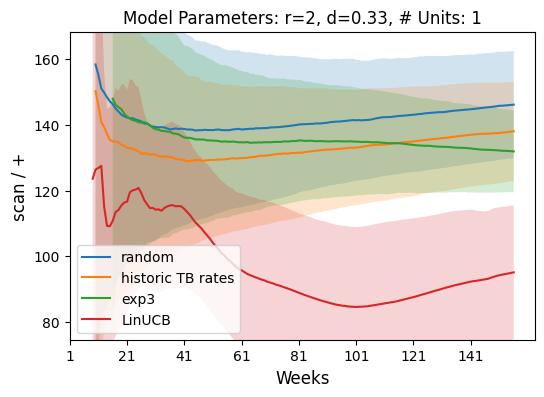 Model Parameters: r=2, d=0.33, # Units: 1
scan / +
160
140
120
100
80
random
historic TB rates
exp3
LinUCB
1
21
41
61
81
101
121
141
Weeks